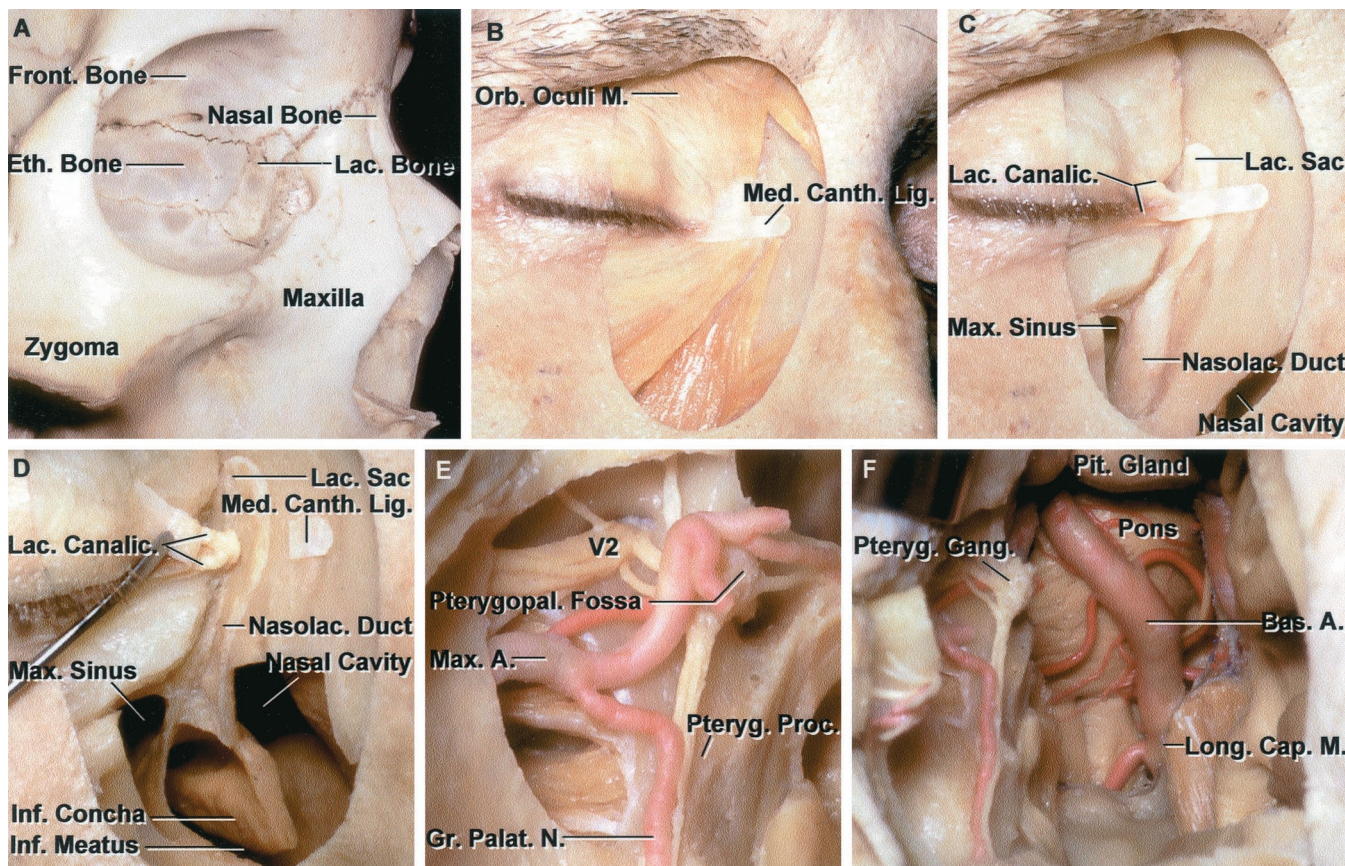 A
Front. Bone
Nasal Bone
Eth. Bone
Lac. Bone
Maxilla
Zygoma
B
Orb. Oculi M.
Med. Canth. Lig.
C
Lac. Canalic.
Lac. Sac
Max. Sinus
Nasolac. Duct
Nasal Cavity
D
Lac. Sac
Med. Canth. Lig.
Lac. Canalic.
Nasolac. Duct
Nasal Cavity
Max. Sinus
Inf. Concha
Inf. Meatus
E
V2
Pterygopal. Fossa
Max. A.
Pteryg. Proc.
Gr. Palat. N.
F
Pit. Gland
Pons
Pteryg. Gang.
Bas. A.
Long. Cap. M.